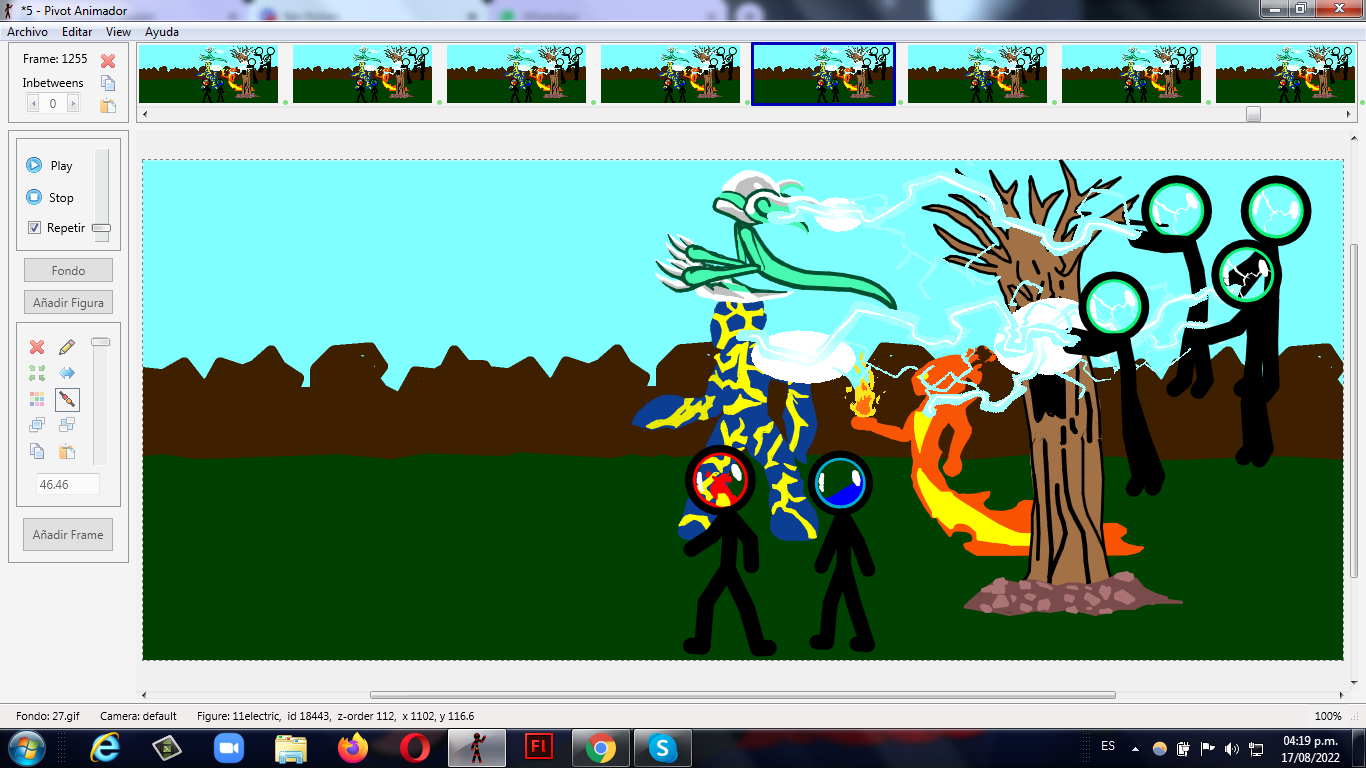 *5 - Pivot Animador
Archivo Editar View Ayuda
Frame: 1255
Inbetweens
0
Play
Stop
Repetir
Fondo
Añadir Figura
46.46
Añadir Frame
Fondo: 27.gif Camera: default Figure: 11electric, id 18443, z-order 112, x 1102, y 116.6 100%
Fl
ES
04:19 p.m.
17/08/2022